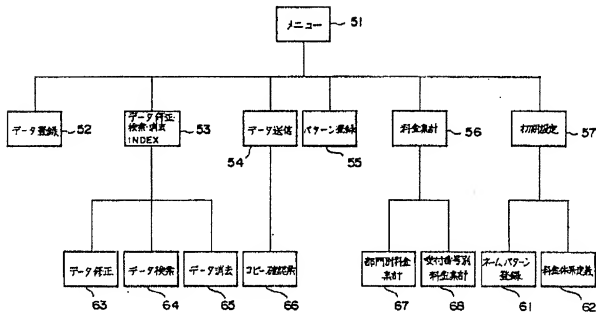 メニュー
51
データ登録
52
データ修正・
検索・消去
INDEX
53
データ送信
54
パターン登録
55
料金集計
56
初期設定
57
データ修正
63
データ検索
64
データ消去
65
コピー確認票
66
部門別料金
集計
67
受付番号別
料金集計
68
ネームパターン
登録
61
料金体系定義
62